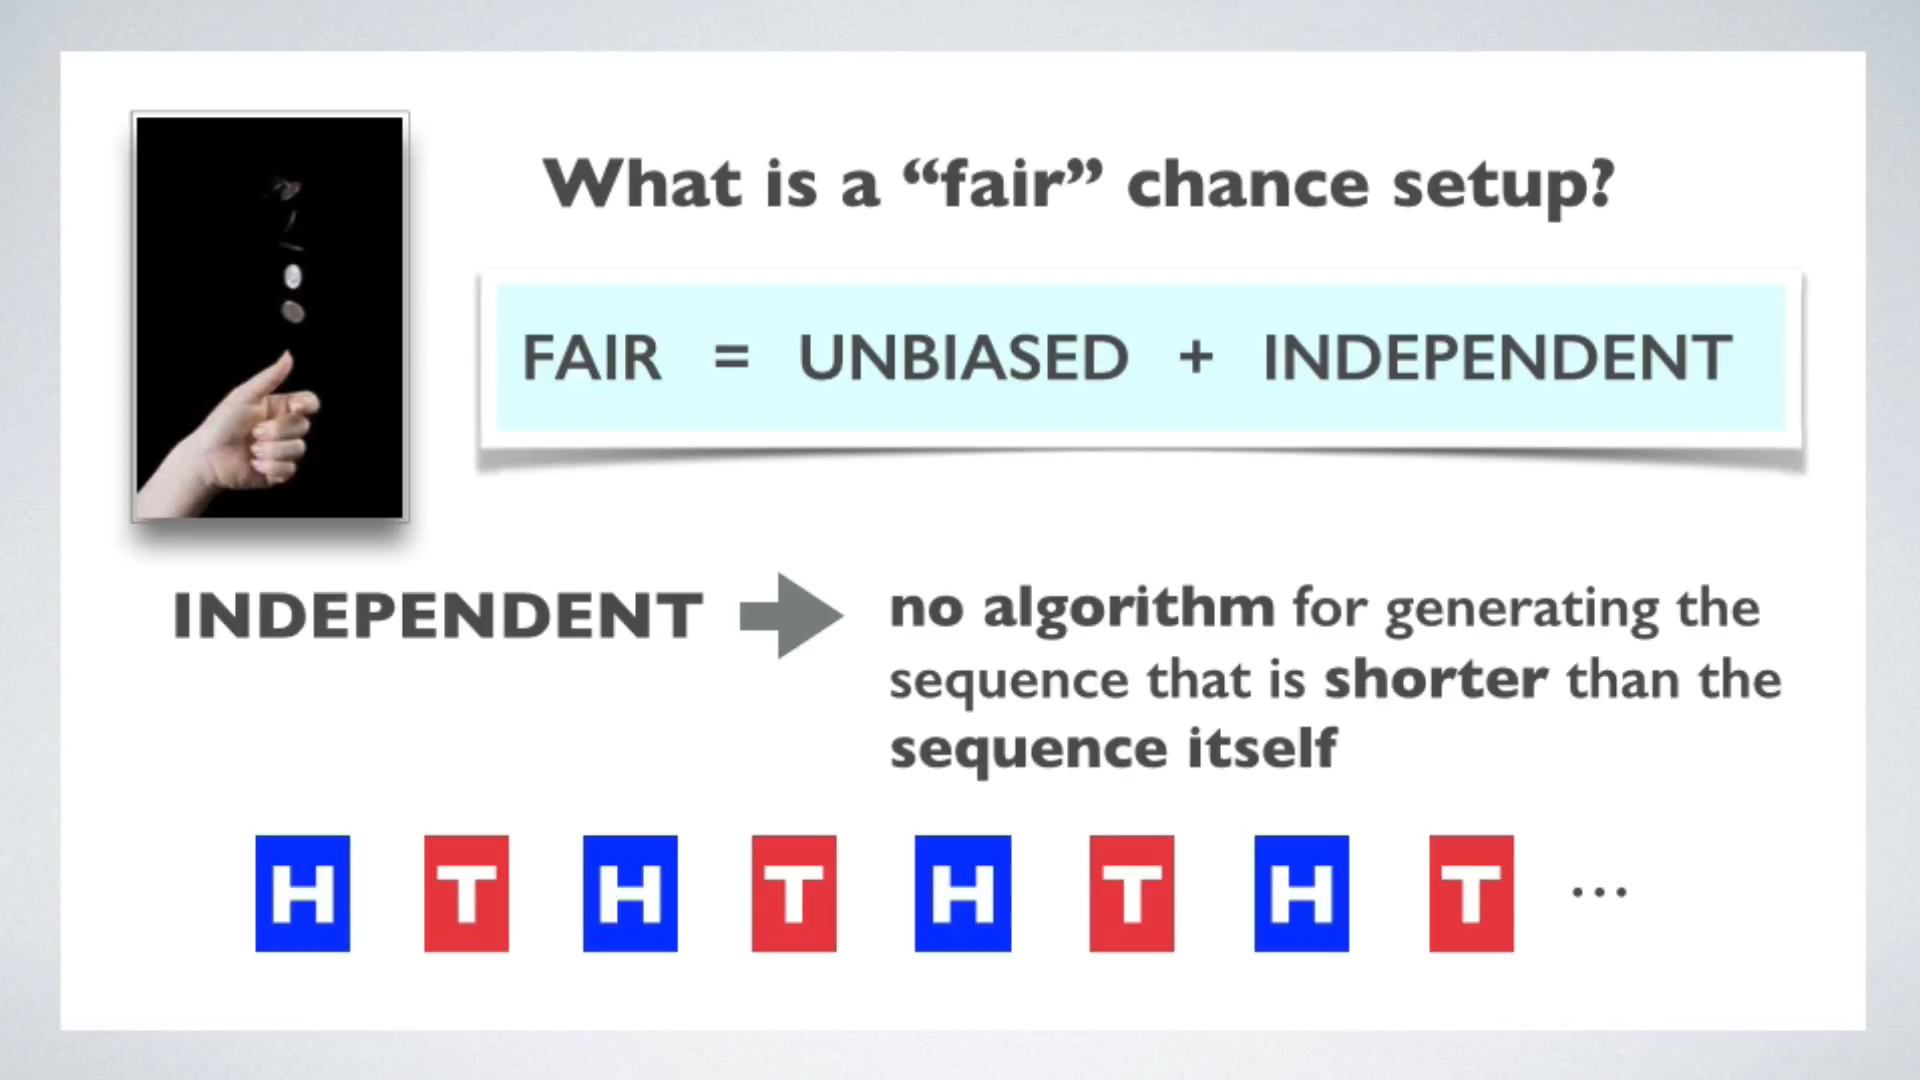 What is a “fair” chance setup?
FAIR = UNBIASED + INDEPENDENT
INDEPENDENT
no algorithm for generating the
sequence that is shorter than the
sequence itself
H T H T H T H T ...